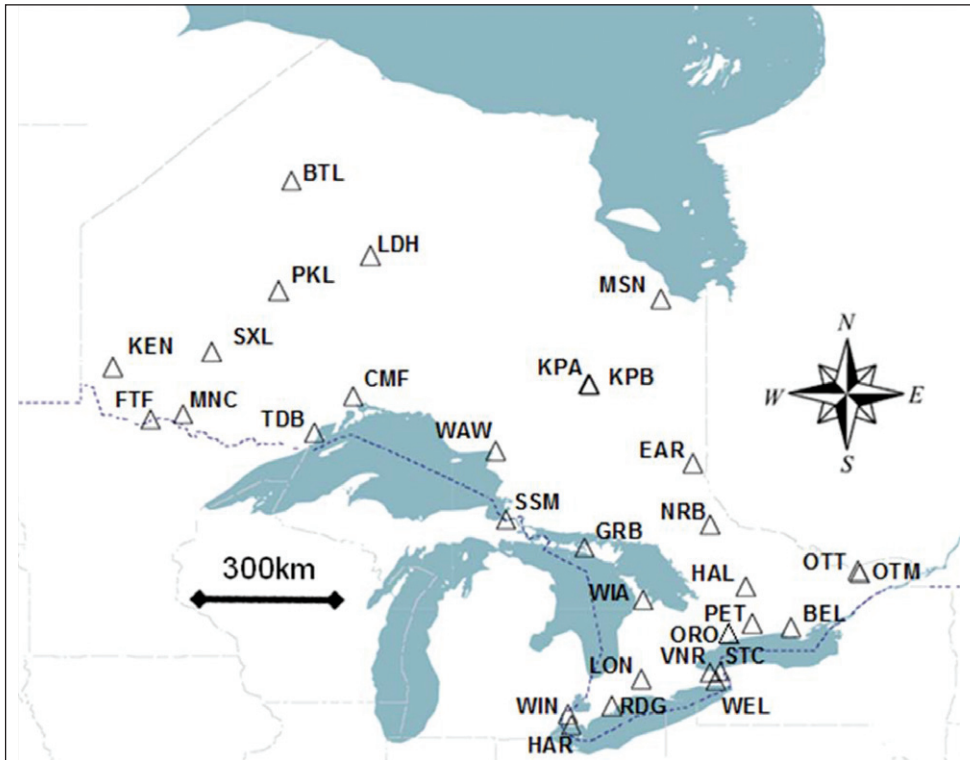 BTL
LDH
PKL
MSN
N
KEN
SXL
KPA
KPB
CMF
W
E
FTF
MNC
TDB
WAW
EAR
S
SSM
NRB
GRB
300km
HAL
OTT
OTM
WIA
PET
BEL
ORO
VNR
STC
LON
WIN
RDG
WEL
HAR